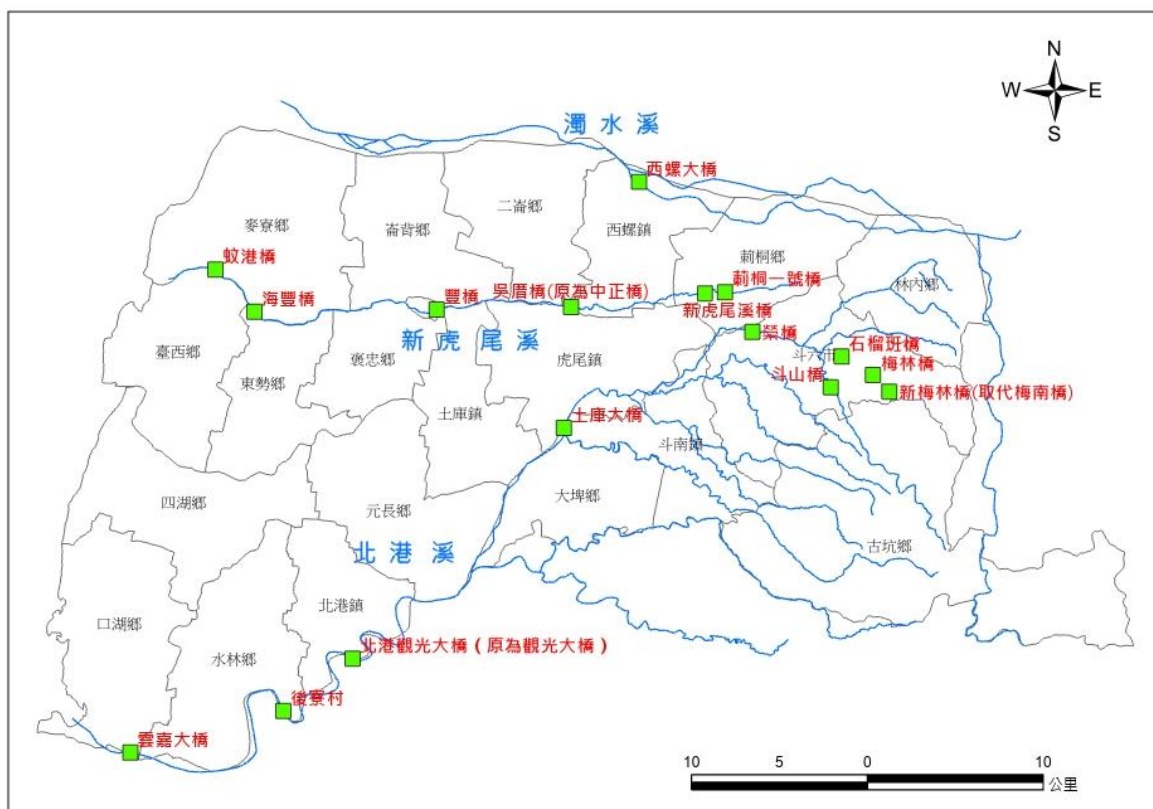 N
W
E
S
濁水溪
西螺大橋
二崙鄉
西螺鎮
麥寮鄉
崙背鄉
莿桐鄉
蚊港橋
林內鄉
莿桐一號橋
吳厝橋(原為中正橋)
海豐橋
豐橋
新虎尾溪橋
榮橋
新虎尾溪
石榴班橋
斗六市
臺西鄉
褒忠鄉
虎尾鎮
梅林橋
東勢鄉
斗山橋
新梅林橋(取代梅南橋)
土庫鎮
土庫大橋
斗南鎮
四湖鄉
元長鄉
大埤鄉
北港溪
古坑鄉
北港鎮
口湖鄉
北港觀光大橋(原為觀光大橋)
水林鄉
後寮村
雲嘉大橋
10 5 0 10
公里